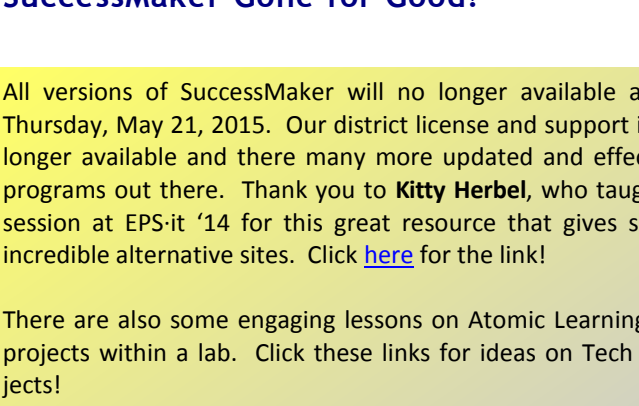 SuccessMaker Gone for Good!
All versions of SuccessMaker will no longer available a
Thursday, May 21, 2015. Our district license and support i
longer available and there many more updated and effec
programs out there. Thank you to Kitty Herbel, who taug
session at EPS·it ‘14 for this great resource that gives s
incredible alternative sites. Click here for the link!
There are also some engaging lessons on Atomic Learning
projects within a lab. Click these links for ideas on Tech
jects!